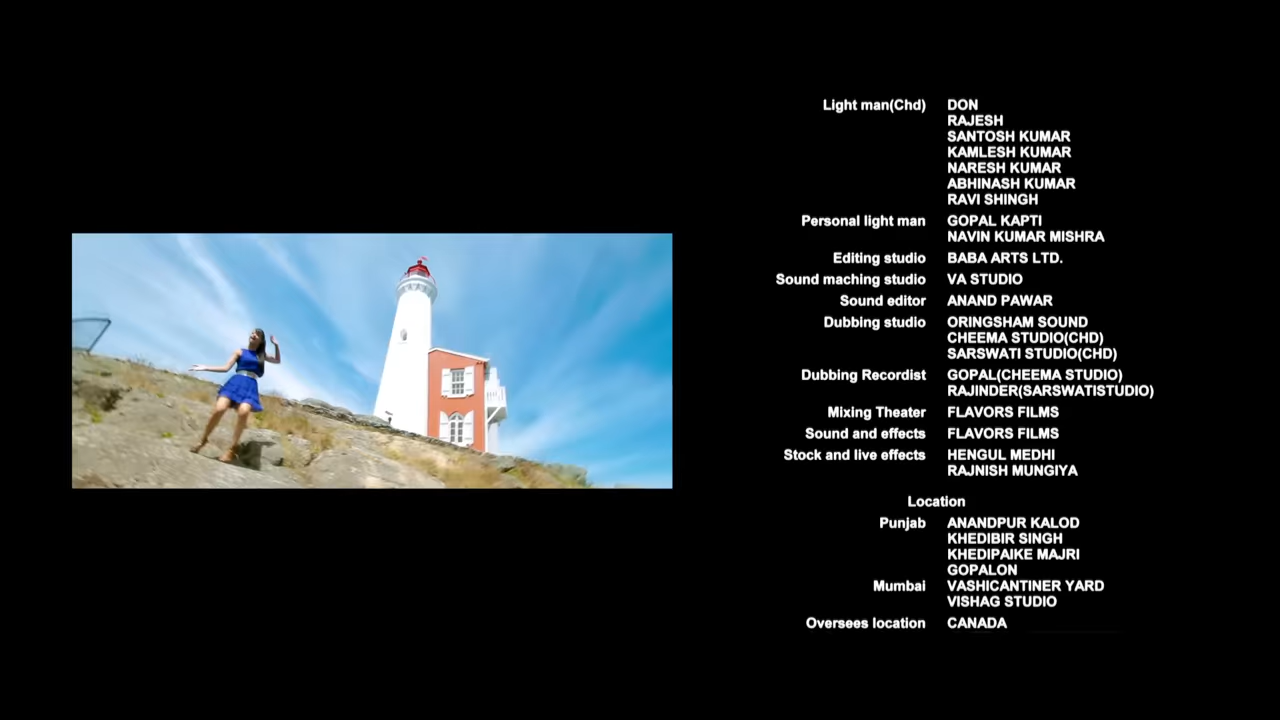 Light man(Chd) DON
RAJESH
SANTOSH KUMAR
KAMLESH KUMAR
NARESH KUMAR
ABHINASH KUMAR
RAVI SHINGH
Personal light man GOPAL KAPTI
NAVIN KUMAR MISHRA
Editing studio BABA ARTS LTD.
Sound maching studio VA STUDIO
Sound editor ANAND PAWAR
Dubbing studio ORINGSHAM SOUND
CHEEMA STUDIO(CHD)
SARSWATI STUDIO(CHD)
Dubbing Recordist GOPAL(CHEEMA STUDIO)
RAJINDER(SARSWATISTUDIO)
Mixing Theater FLAVORS FILMS
Sound and effects FLAVORS FILMS
Stock and live effects HENGUL MEDHI
RAJNISH MUNGIYA
Location
Punjab ANANDPUR KALOD
KHEDIBIR SINGH
KHEDIPAIKE MAJRI
GOPALON
Mumbai VASHICANTINER YARD
VISHAG STUDIO
Oversees location CANADA